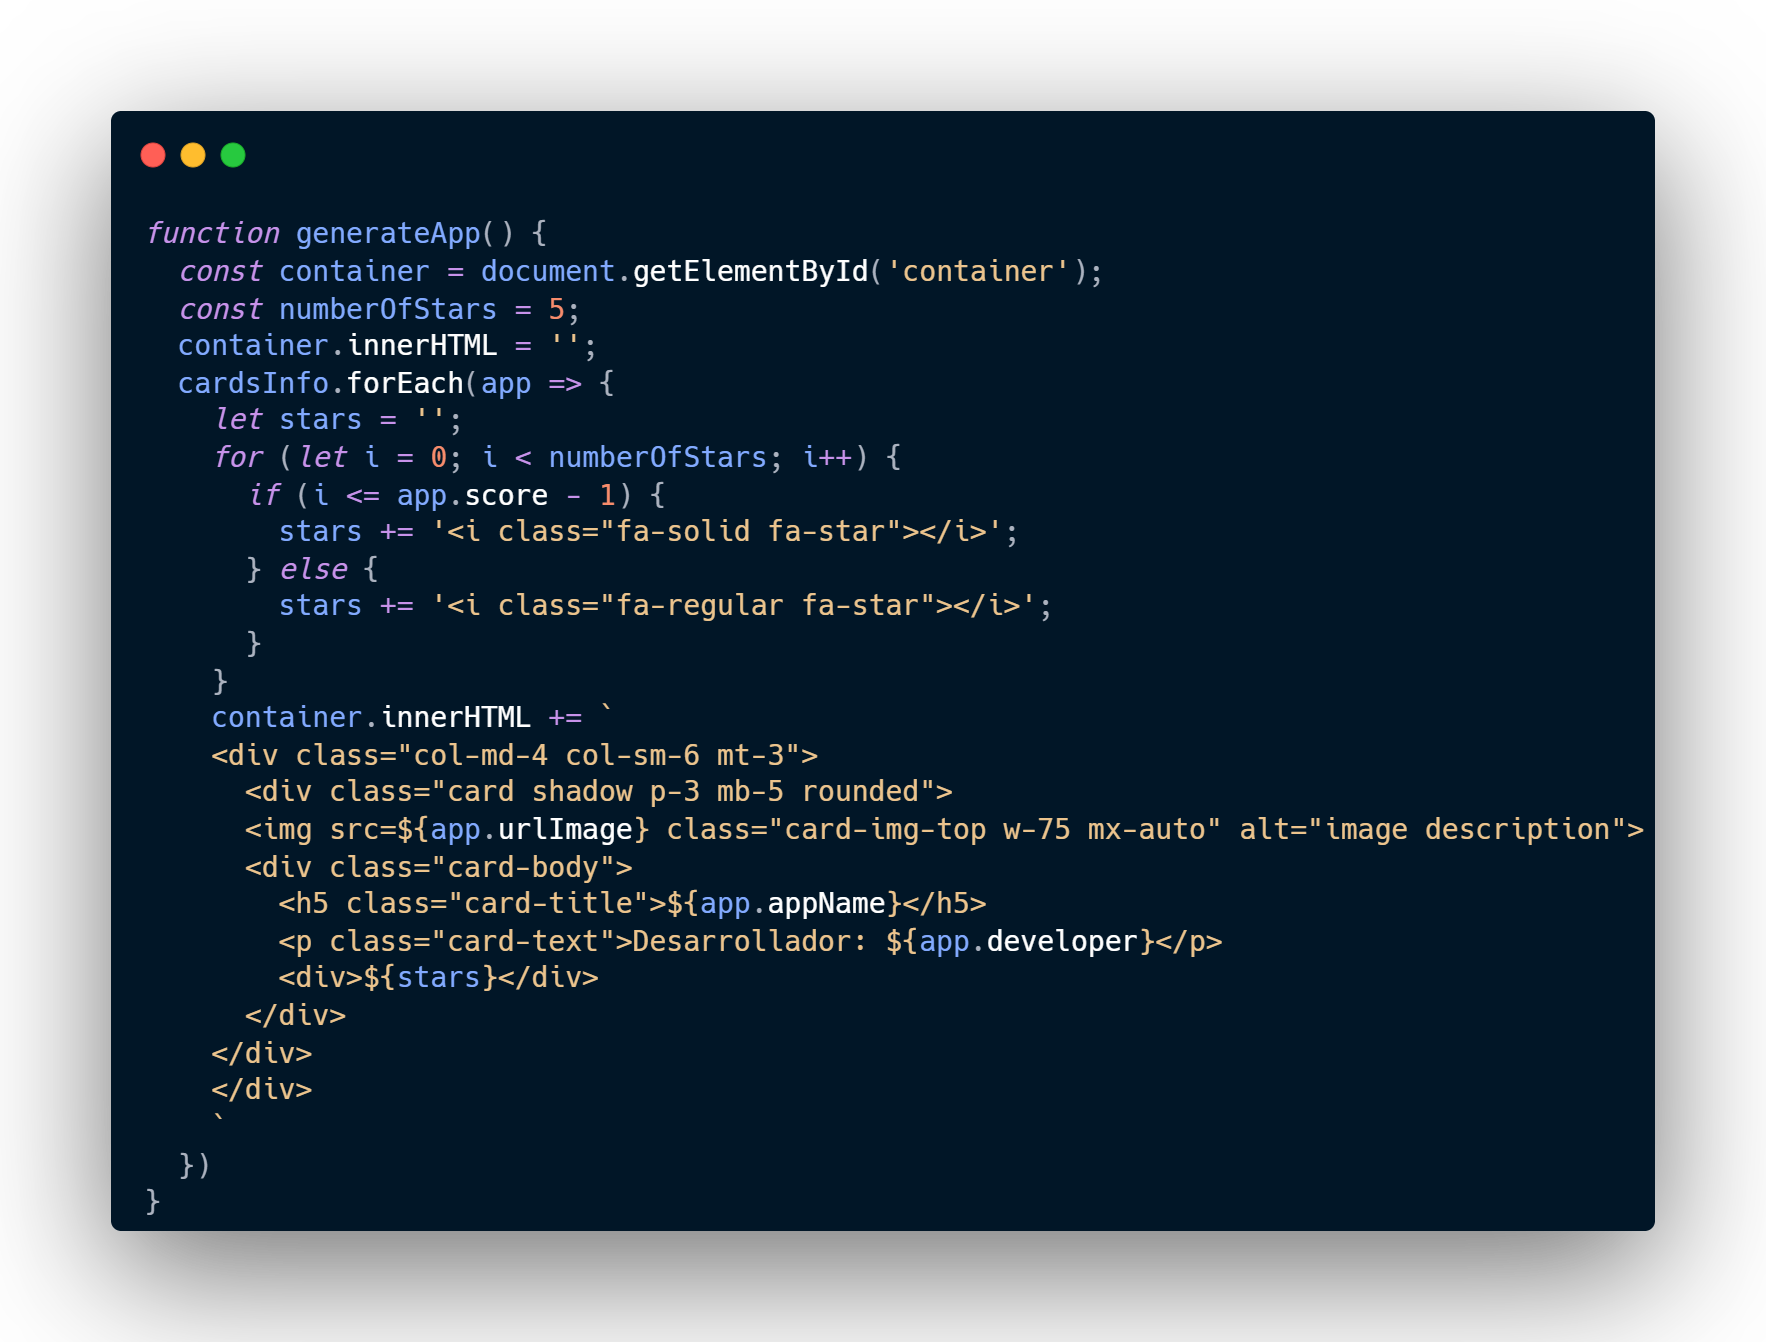 function generateApp() {
  const container = document.getElementById('container');
  const numberOfStars = 5;
  container.innerHTML = '';
  cardsInfo.forEach(app => {
    let stars = '';
    for (let i = 0; i < numberOfStars; i++) {
      if (i <= app.score - 1) {
        stars += '<i class="fa-solid fa-star"></i>';
      } else {
        stars += '<i class="fa-regular fa-star"></i>';
      }
    }
    container.innerHTML += `
    <div class="col-md-4 col-sm-6 mt-3">
      <div class="card shadow p-3 mb-5 rounded">
      <img src=${app.urlImage} class="card-img-top w-75 mx-auto" alt="image description">
      <div class="card-body">
        <h5 class="card-title">${app.appName}</h5>
        <p class="card-text">Desarrollador: ${app.developer}</p>
        <div>${stars}</div>
      </div>
    </div>
    </div>
    `
  })
}